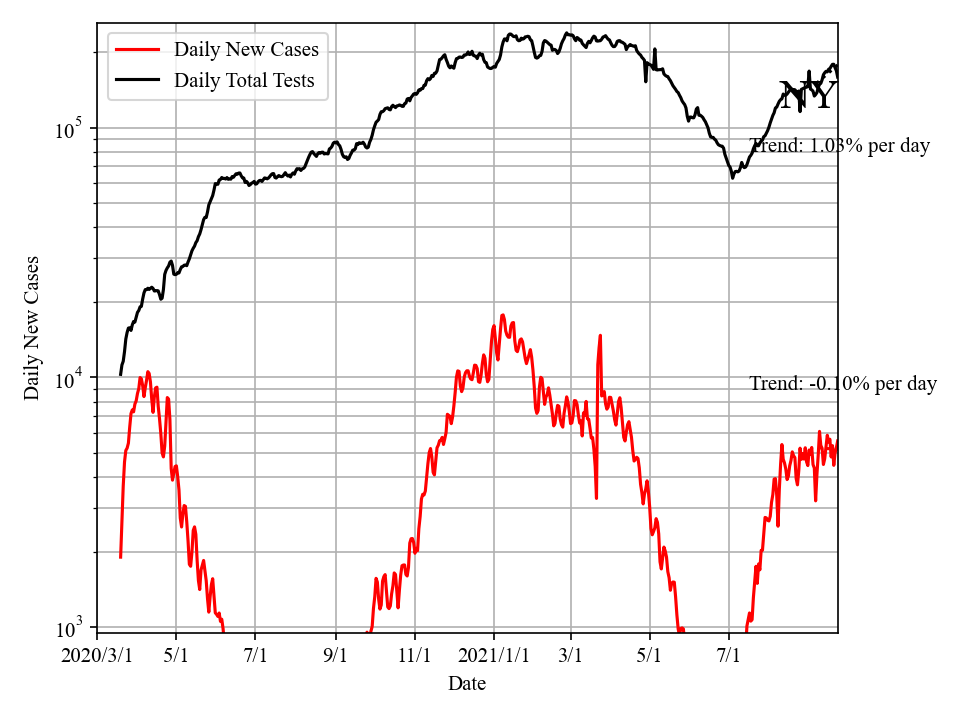 Daily New Cases
Daily Total Tests
NY
Trend: 1.03% per day
Trend: -0.10% per day
10^5
10^4
10^3
Daily New Cases
2020/3/1 5/1 7/1 9/1 11/1 2021/1/1 3/1 5/1 7/1
Date